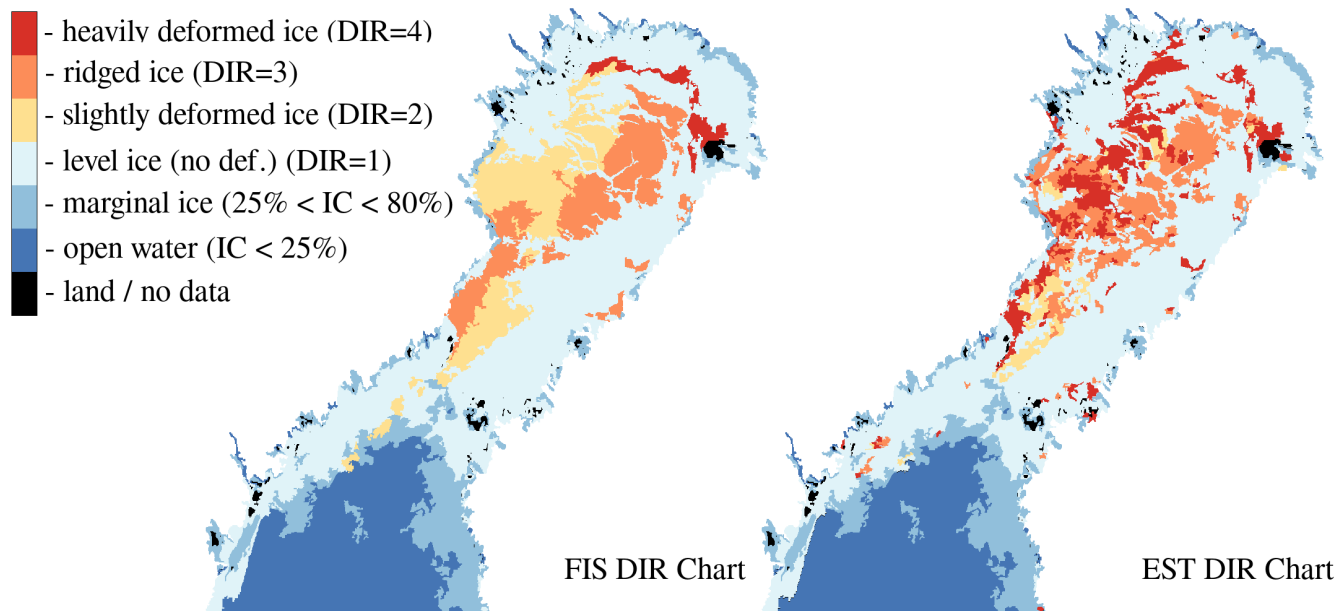 - heavily deformed ice (DIR=4)
- ridged ice (DIR=3)
- slightly deformed ice (DIR=2)
- level ice (no def.) (DIR=1)
- marginal ice (25% < IC < 80%)
- open water (IC < 25%)
- land / no data
FIS DIR Chart
EST DIR Chart